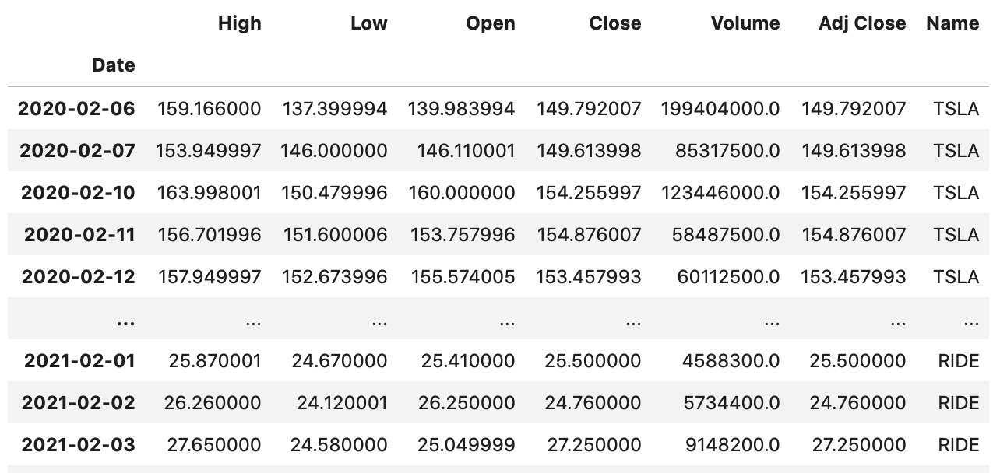 High Low Open Close Volume Adj Close Name
Date
2020-02-06 159.166000 137.399994 139.983994 149.792007 199404000.0 149.792007 TSLA
2020-02-07 153.949997 146.000000 146.110001 149.613998 85317500.0 149.613998 TSLA
2020-02-10 163.998001 150.479996 160.000000 154.255997 123446000.0 154.255997 TSLA
2020-02-11 156.701996 151.600006 153.757996 154.876007 58487500.0 154.876007 TSLA
2020-02-12 157.949997 152.673996 155.574005 153.457993 60112500.0 153.457993 TSLA
... ... ... ... ... ... ... ...
2021-02-01 25.870001 24.670000 25.410000 25.500000 4588300.0 25.500000 RIDE
2021-02-02 26.260000 24.120001 26.250000 24.760000 5734400.0 24.760000 RIDE
2021-02-03 27.650000 24.580000 25.049999 27.250000 9148200.0 27.250000 RIDE